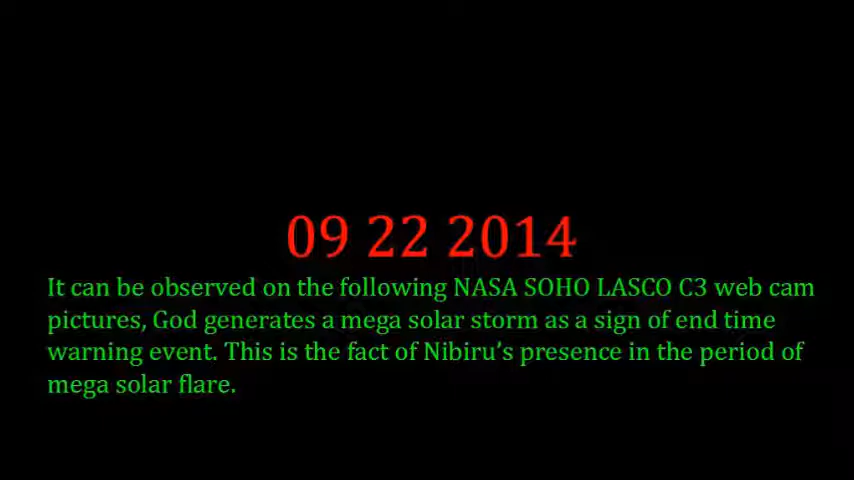 09 22 2014
It can be observed on the following NASA SOHO LASCO C3 web cam
pictures, God generates a mega solar storm as a sign of end time
warning event. This is the fact of Nibiru's presence in the period of
mega solar flare.